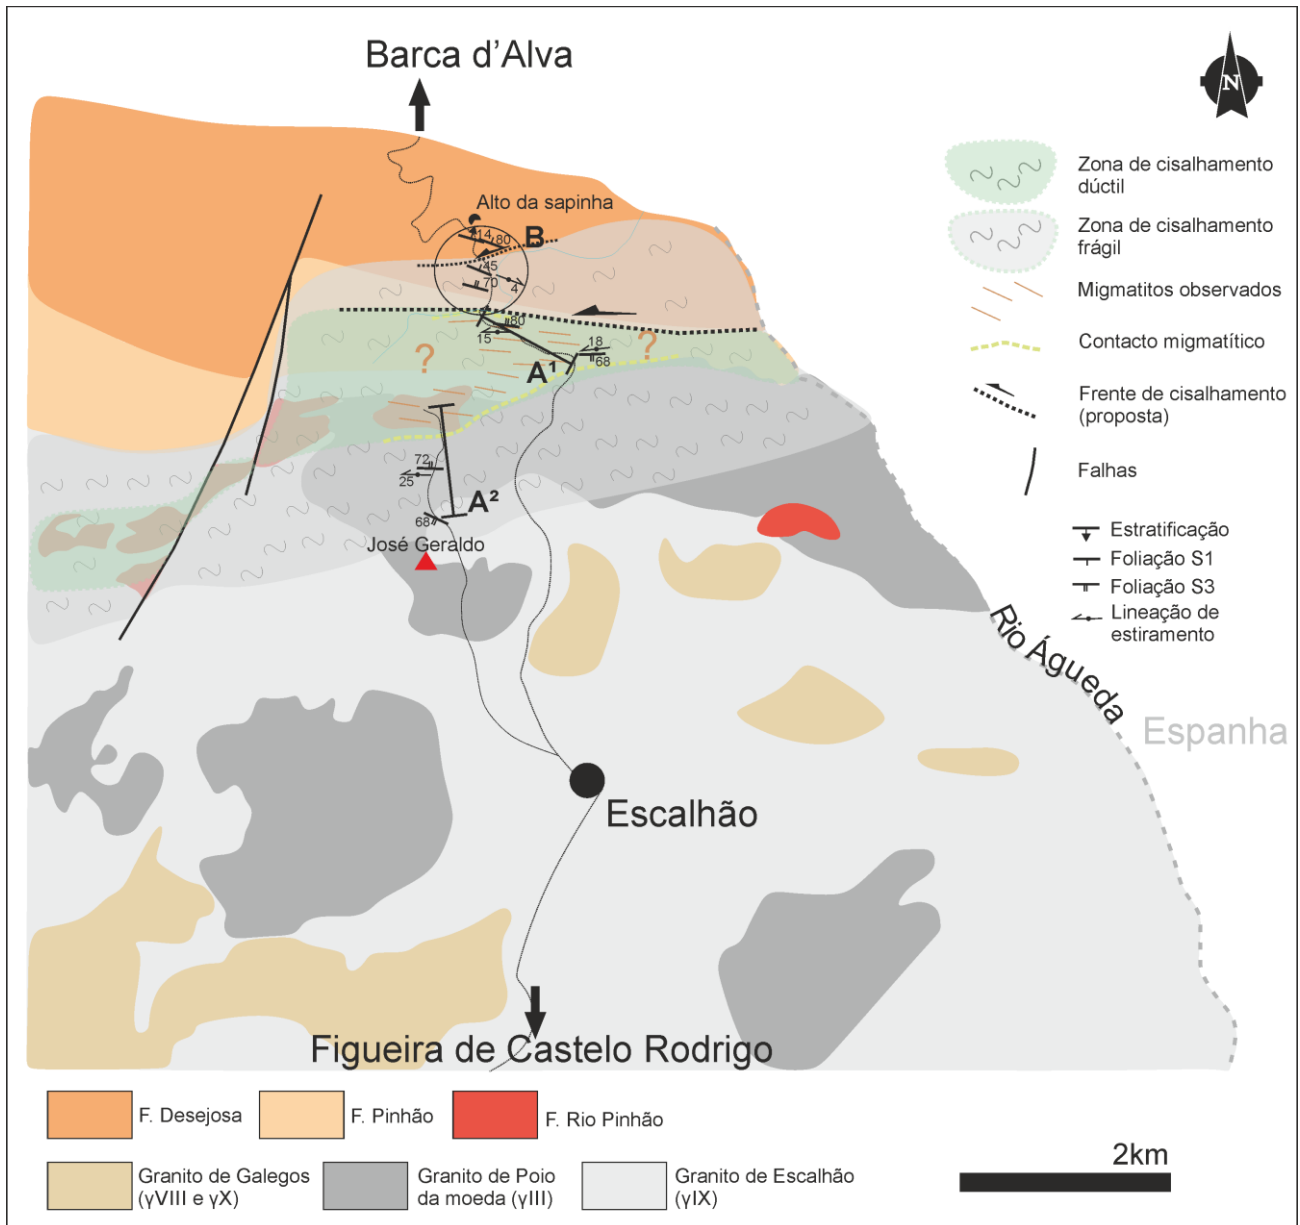 Barca d'Alva
N
Zona de cisalhamento
dúctil
Alto da sapinha
14
80
B
Zona de cisalhamento
frágil
45
70
4
Migmatitos observados
80
15
18
68
?
?
A¹
Contacto migmatítico
Frente de cisalhamento
(proposta)
72
25
A²
68
Falhas
José Geraldo
Estratificação
Foliação S1
Foliação S3
Lineação de
estiramento
Rio Águeda
Espanha
Escalhão
Figueira de Castelo Rodrigo
F. Desejosa
F. Pinhão
F. Rio Pinhão
Granito de Galegos
(γVIII e γX)
Granito de Poio
da moeda (γIII)
Granito de Escalhão
(γIX)
2km